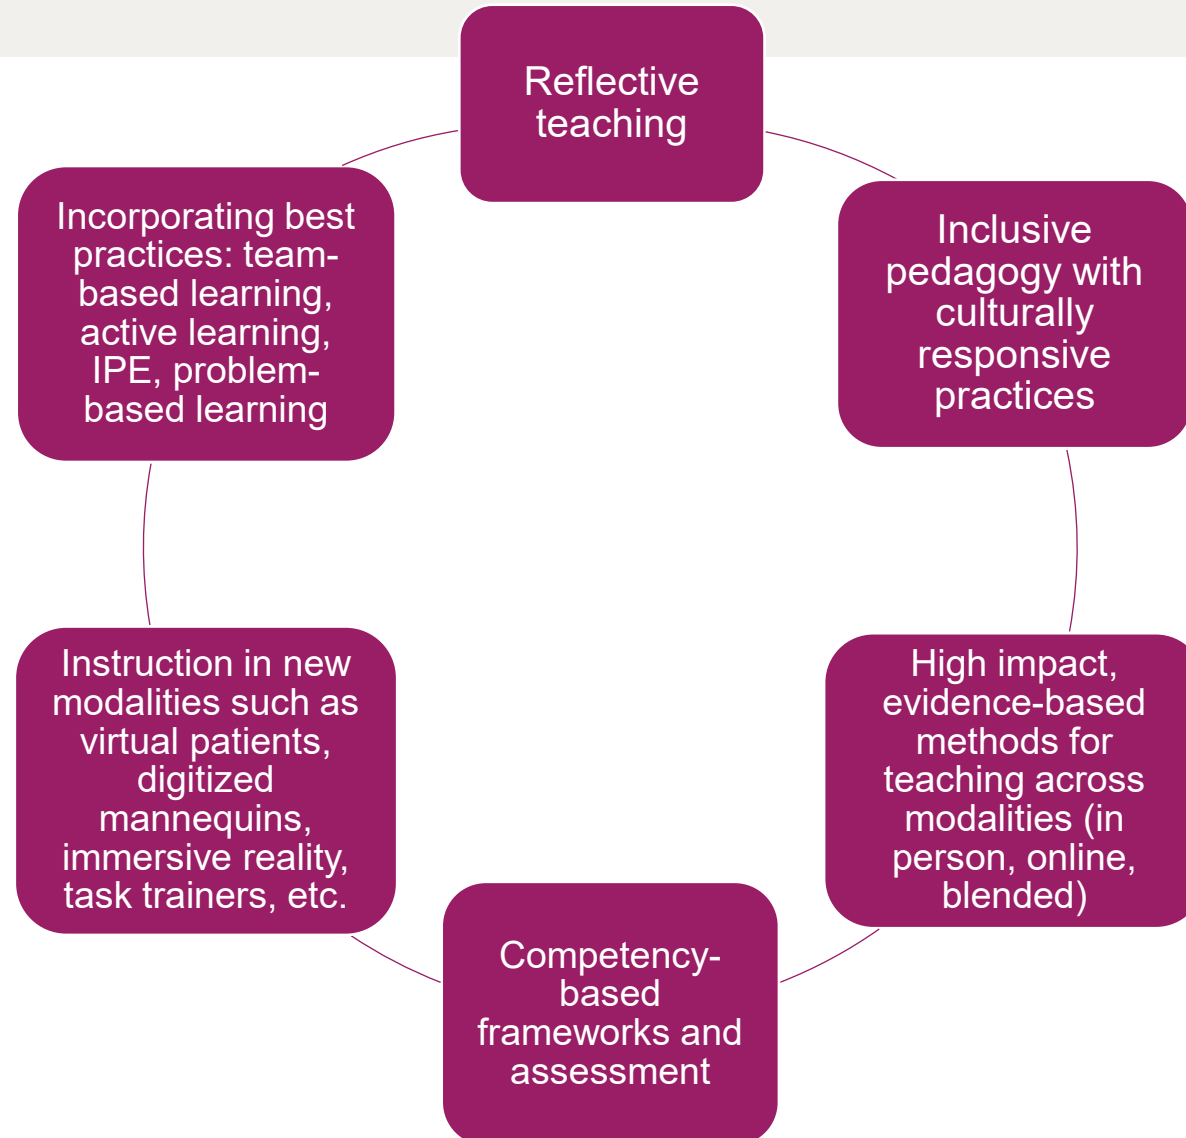 Reflective
teaching
Inclusive
pedagogy with
culturally
responsive
practices
High impact,
evidence-based
methods for
teaching across
modalities (in
person, online,
blended)
Competency-
based
frameworks and
assessment
Instruction in new
modalities such as
virtual patients,
digitized
mannequins,
immersive reality,
task trainers, etc.
Incorporating best
practices: team-
based learning,
active learning,
IPE, problem-
based learning